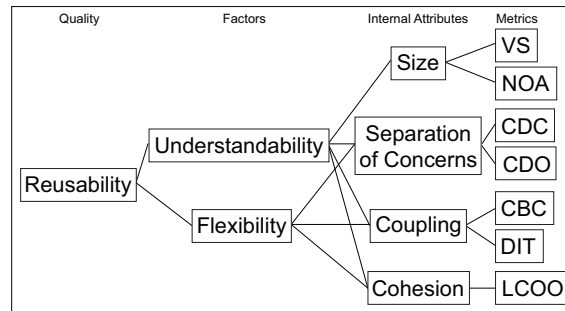 Quality Factors Internal Attributes Metrics
VS
Size
NOA
Understandability
Separation
of Concerns
CDC
CDO
Reusability
Flexibility
Coupling
CBC
DIT
Cohesion
LCOO